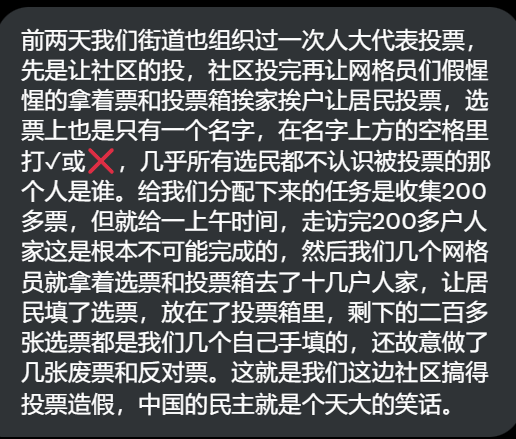 前两天我们街道也组织过一次人大代表投票，
先是让社区的投，社区投完再让网格员们假惺
惺的拿着票和投票箱挨家挨户让居民投票，选
票上也是只有一个名字，在名字上方的空格里
打✓或❌，几乎所有选民都不认识被投票的那
个人是谁。给我们分配下来的任务是收集200
多票，但就给一上午时间，走访完200多户人
家这是根本不可能完成的，然后我们几个网格
员就拿着选票和投票箱去了十几户人家，让居
民填了选票，放在了投票箱里，剩下的二百多
张选票都是我们几个自己手填的，还故意做了
几张废票和反对票。这就是我们这边社区搞得
投票造假，中国的民主就是个天大的笑话。